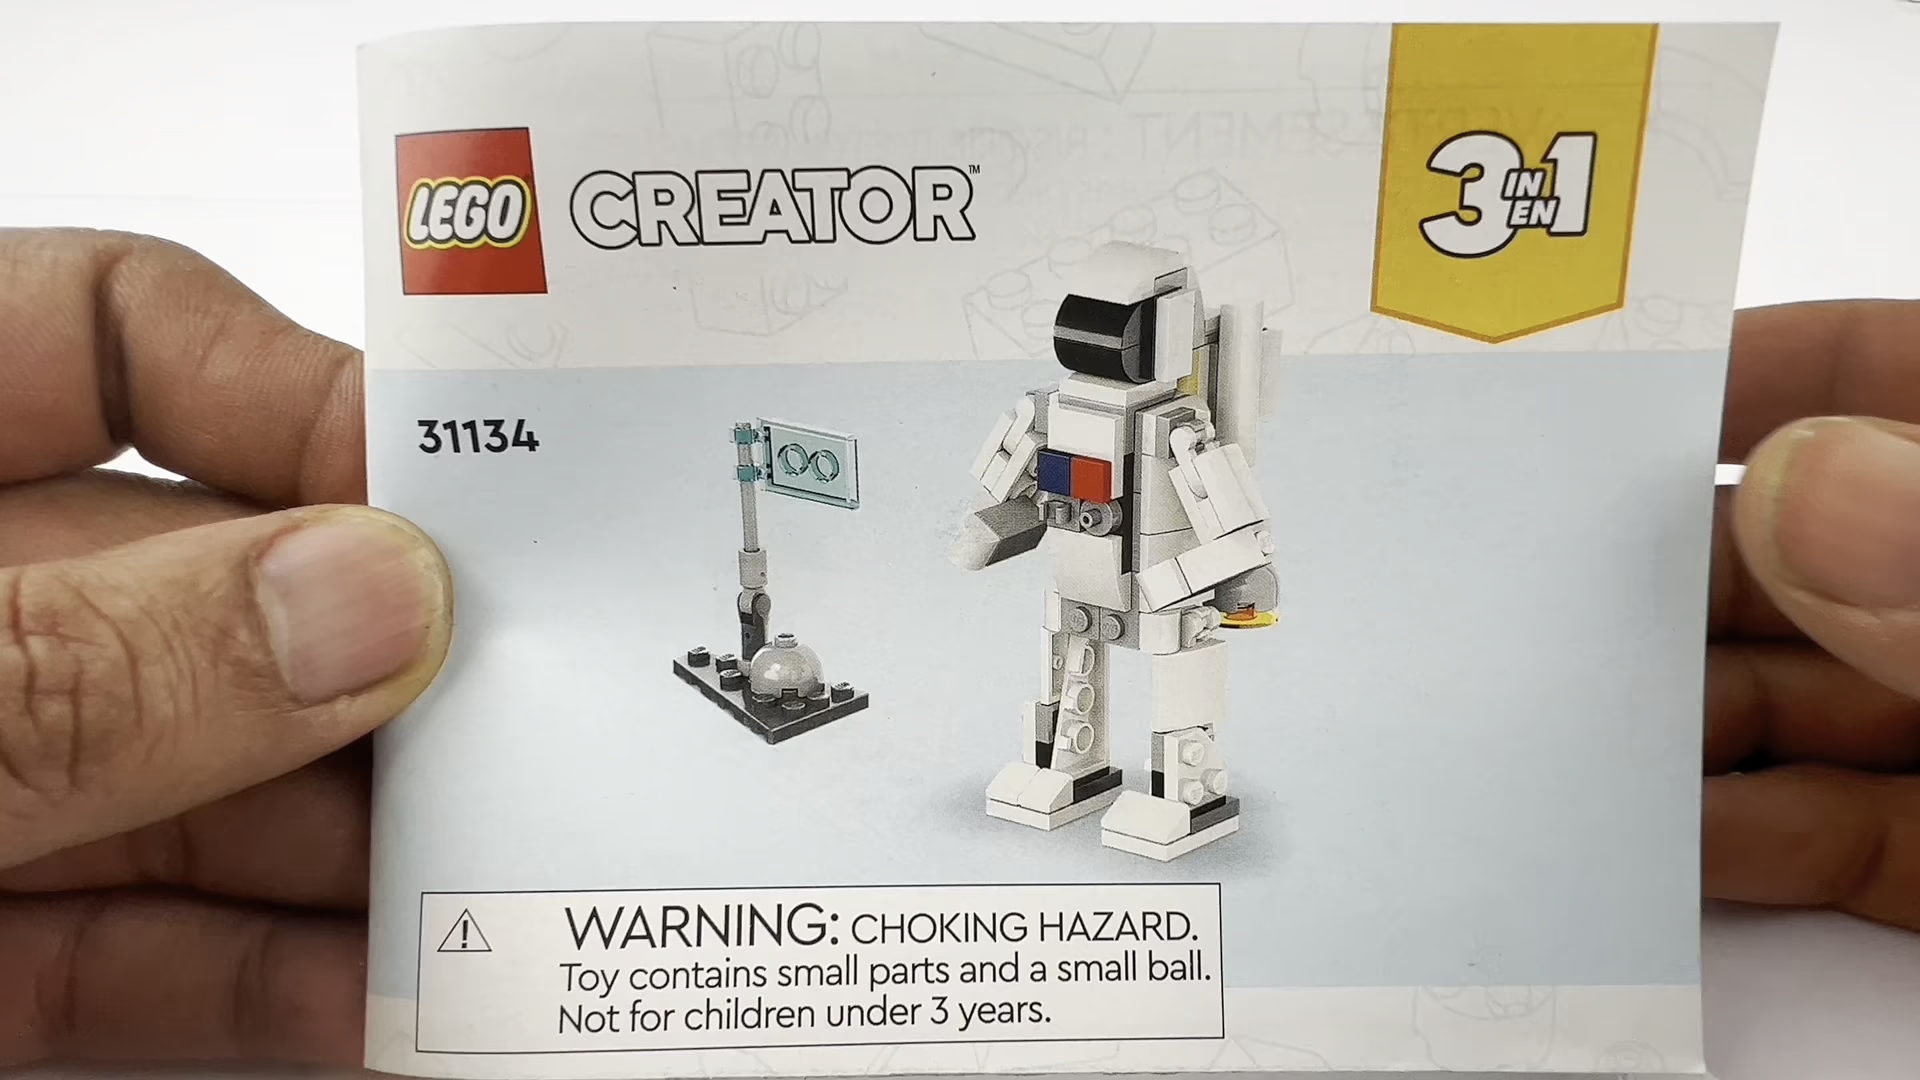 LEGO CREATOR™
3 IN EN 1
31134
WARNING: CHOKING HAZARD.
Toy contains small parts and a small ball.
Not for children under 3 years.